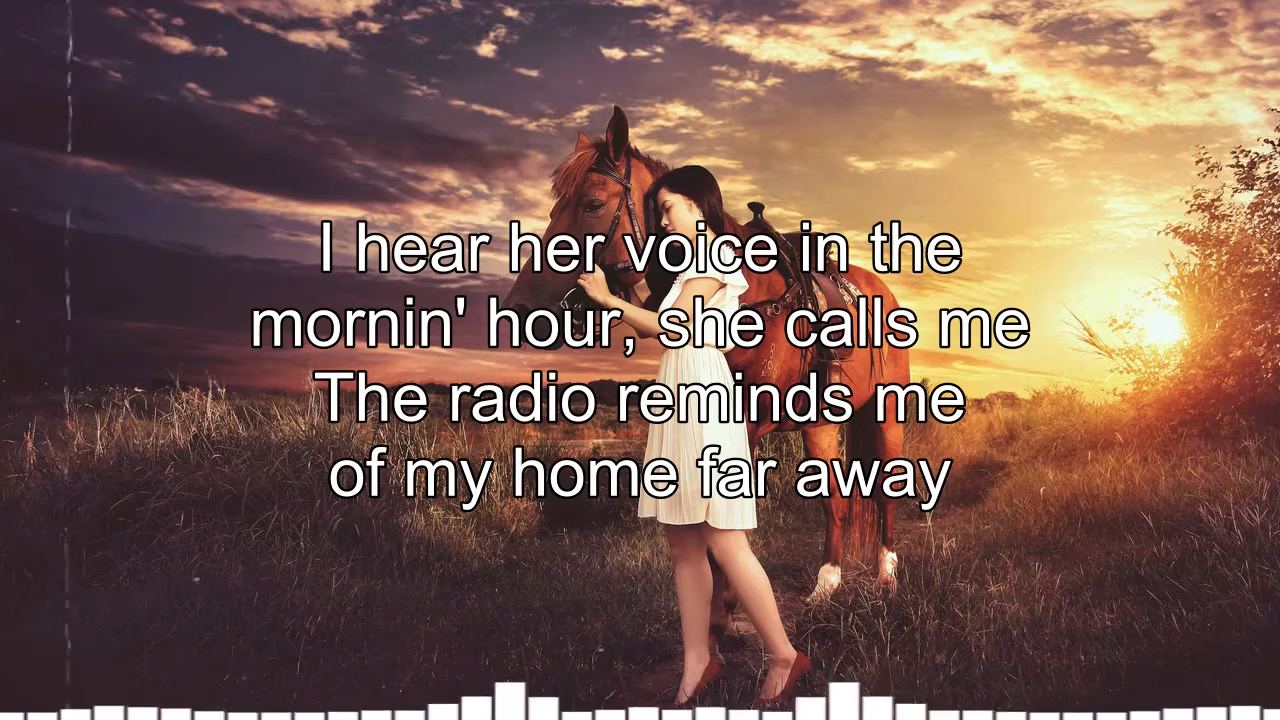 I hear her voice in the
mornin' hour, she calls me
The radio reminds me
of my home far away